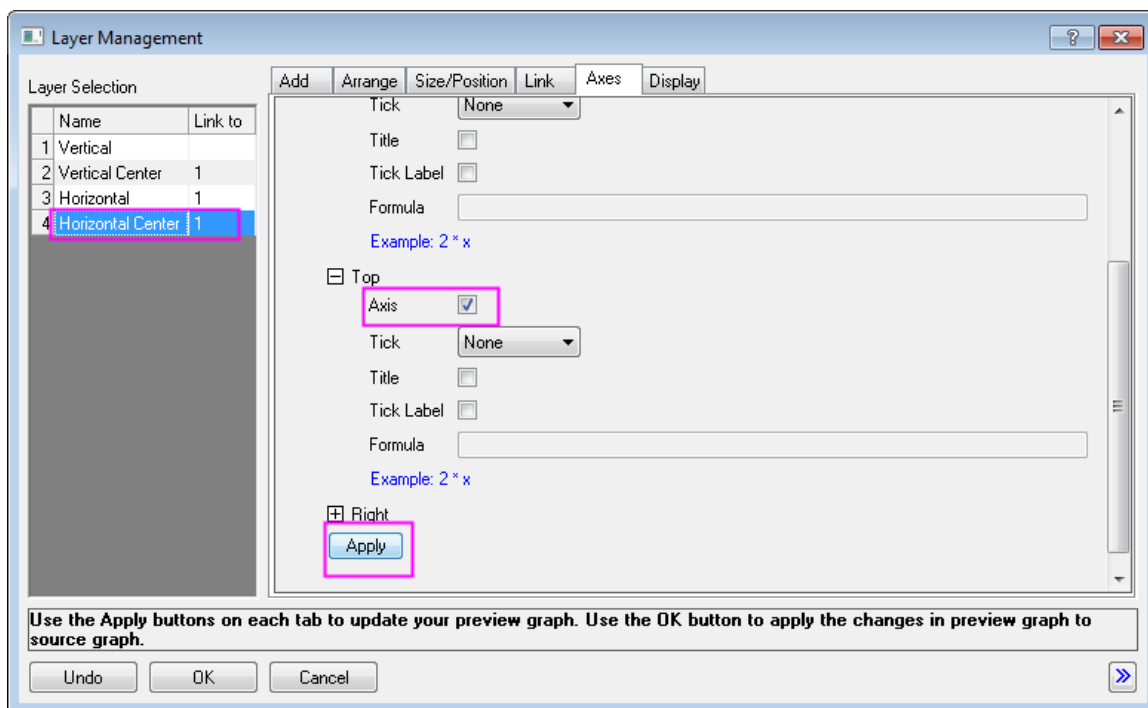 Layer Management
Layer Selection
Name Link to
1 Vertical
2 Vertical Center 1
3 Horizontal 1
4 Horizontal Center 1
Add Arrange Size/Position Link Axes Display
Tick None
Title
Tick Label
Formula
Example: 2 * x
Top
Axis
Tick None
Title
Tick Label
Formula
Example: 2 * x
Right
Apply
Use the Apply buttons on each tab to update your preview graph. Use the OK button to apply the changes in preview graph to
source graph.
Undo OK Cancel